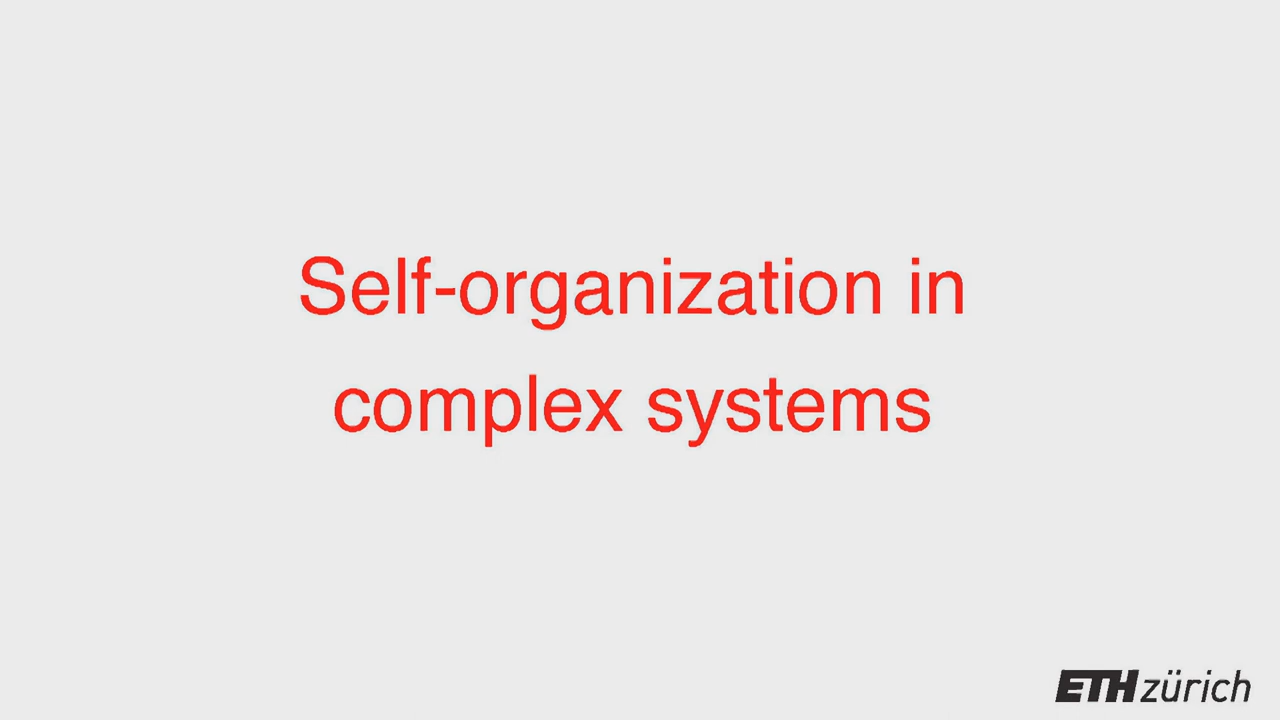 Self-organization in
complex systems
ETH zürich